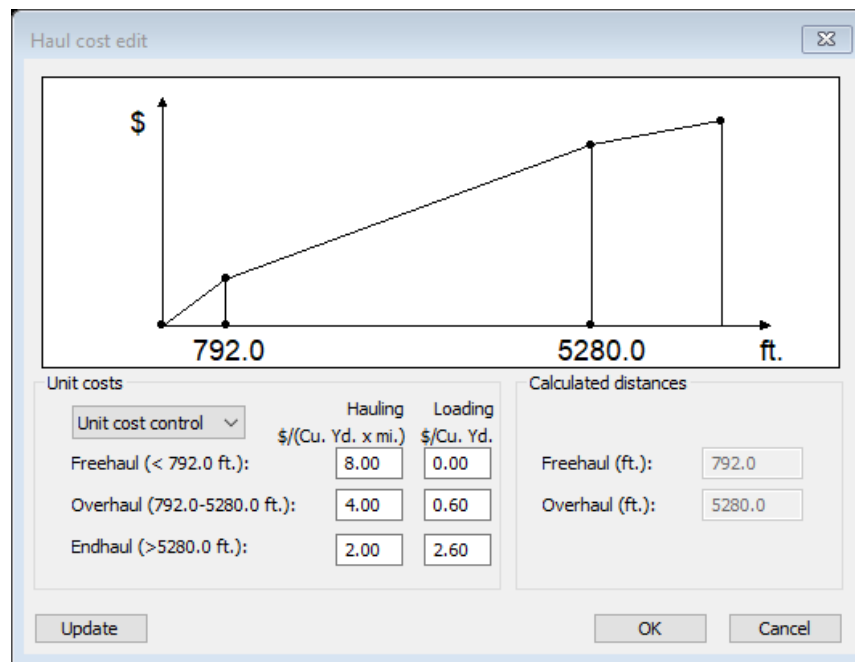 Haul cost edit
$
792.0 5280.0 ft.
Unit costs
Calculated distances
Unit cost control
Hauling Loading
$/(Cu. Yd. x mi.) $/Cu. Yd.
Freehaul (< 792.0 ft.): 8.00 0.00
Freehaul (ft.): 792.0
Overhaul (792.0-5280.0 ft.): 4.00 0.60
Overhaul (ft.): 5280.0
Endhaul (>5280.0 ft.): 2.00 2.60
Update OK Cancel